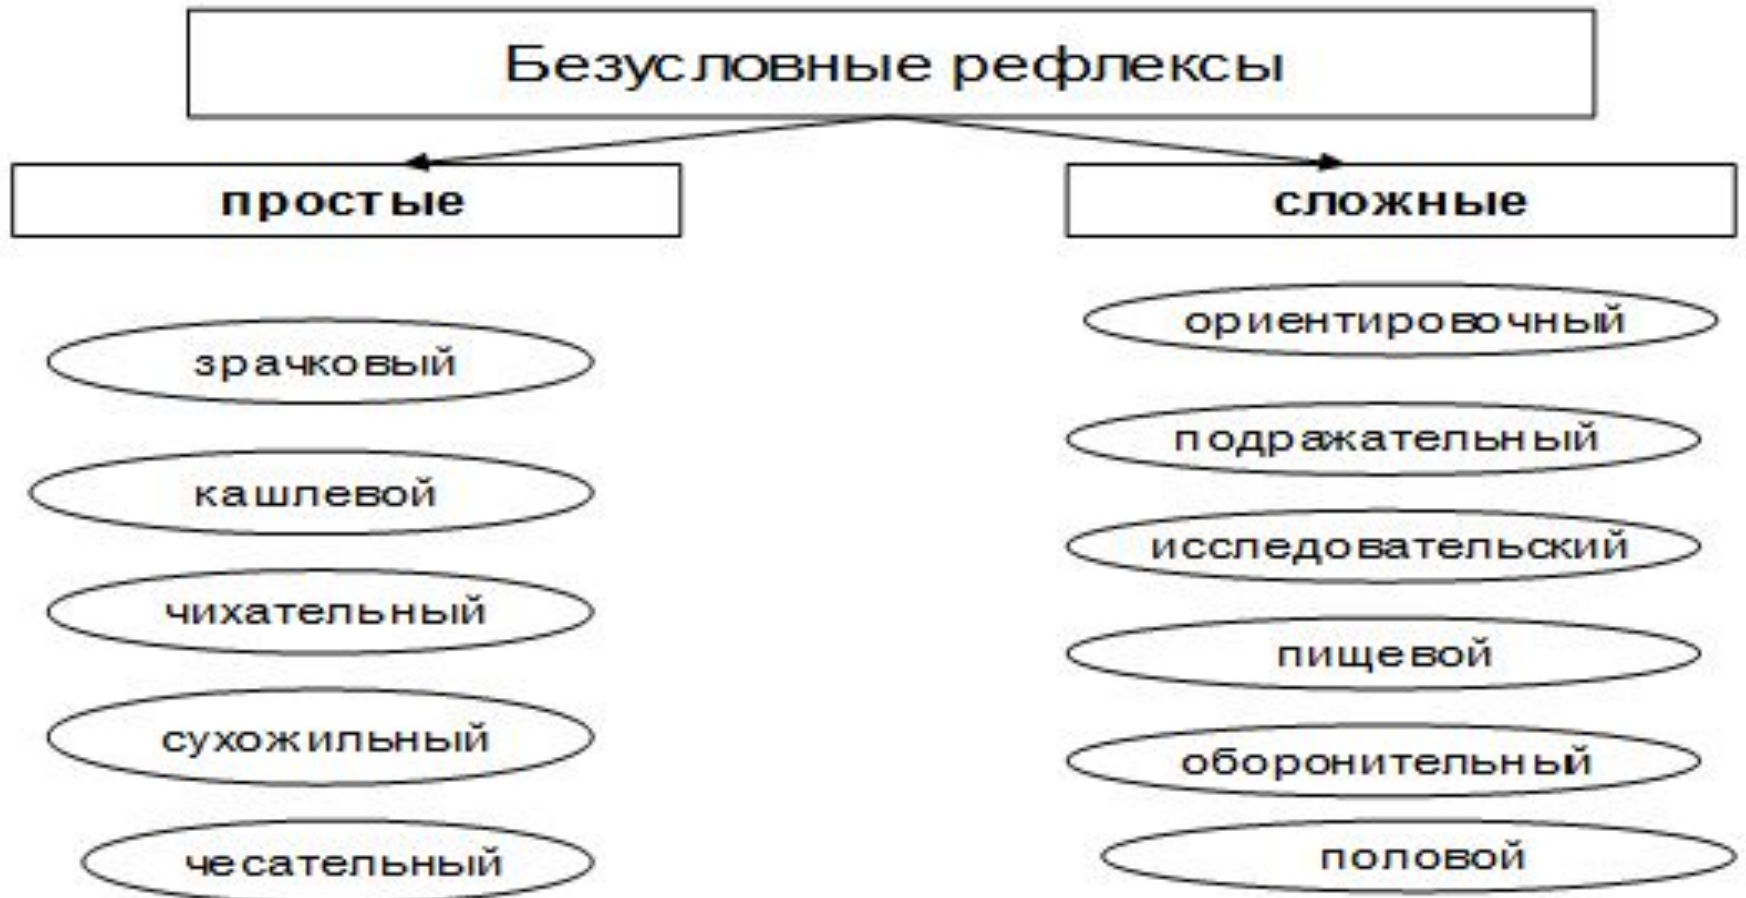 Безусловные рефлексы
простые
сложные
зрачковый
кашлевой
чихательный
сухожильный
чесательный
ориентировочный
подражательный
исследовательский
пищевой
оборонительный
половой